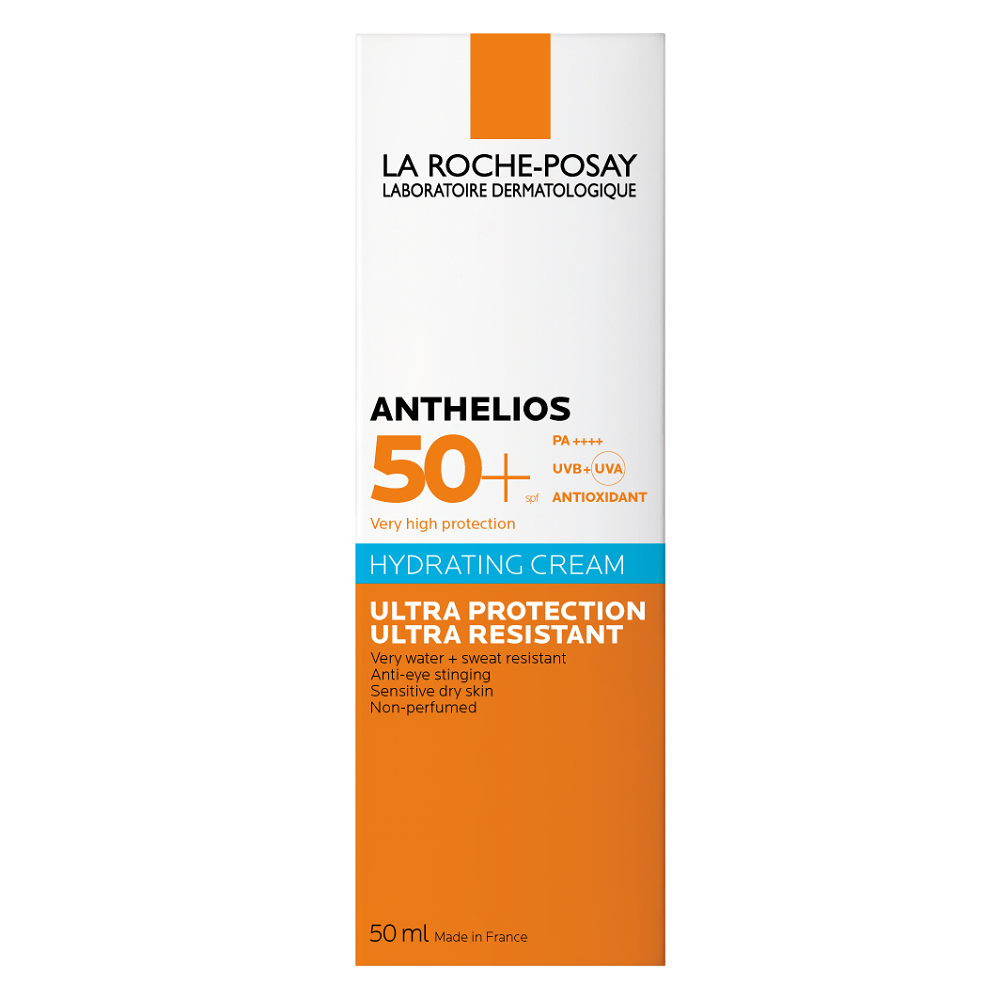 LA ROCHE-POSAY
LABORATOIRE DERMATOLOGIQUE
ANTHELIOS
50+ spf
PA ++++
UVB + UVA
ANTIOXIDANT
Very high protection
HYDRATING CREAM
ULTRA PROTECTION
ULTRA RESISTANT
Very water + sweat resistant
Anti-eye stinging
Sensitive dry skin
Non-perfumed
50 ml Made in France